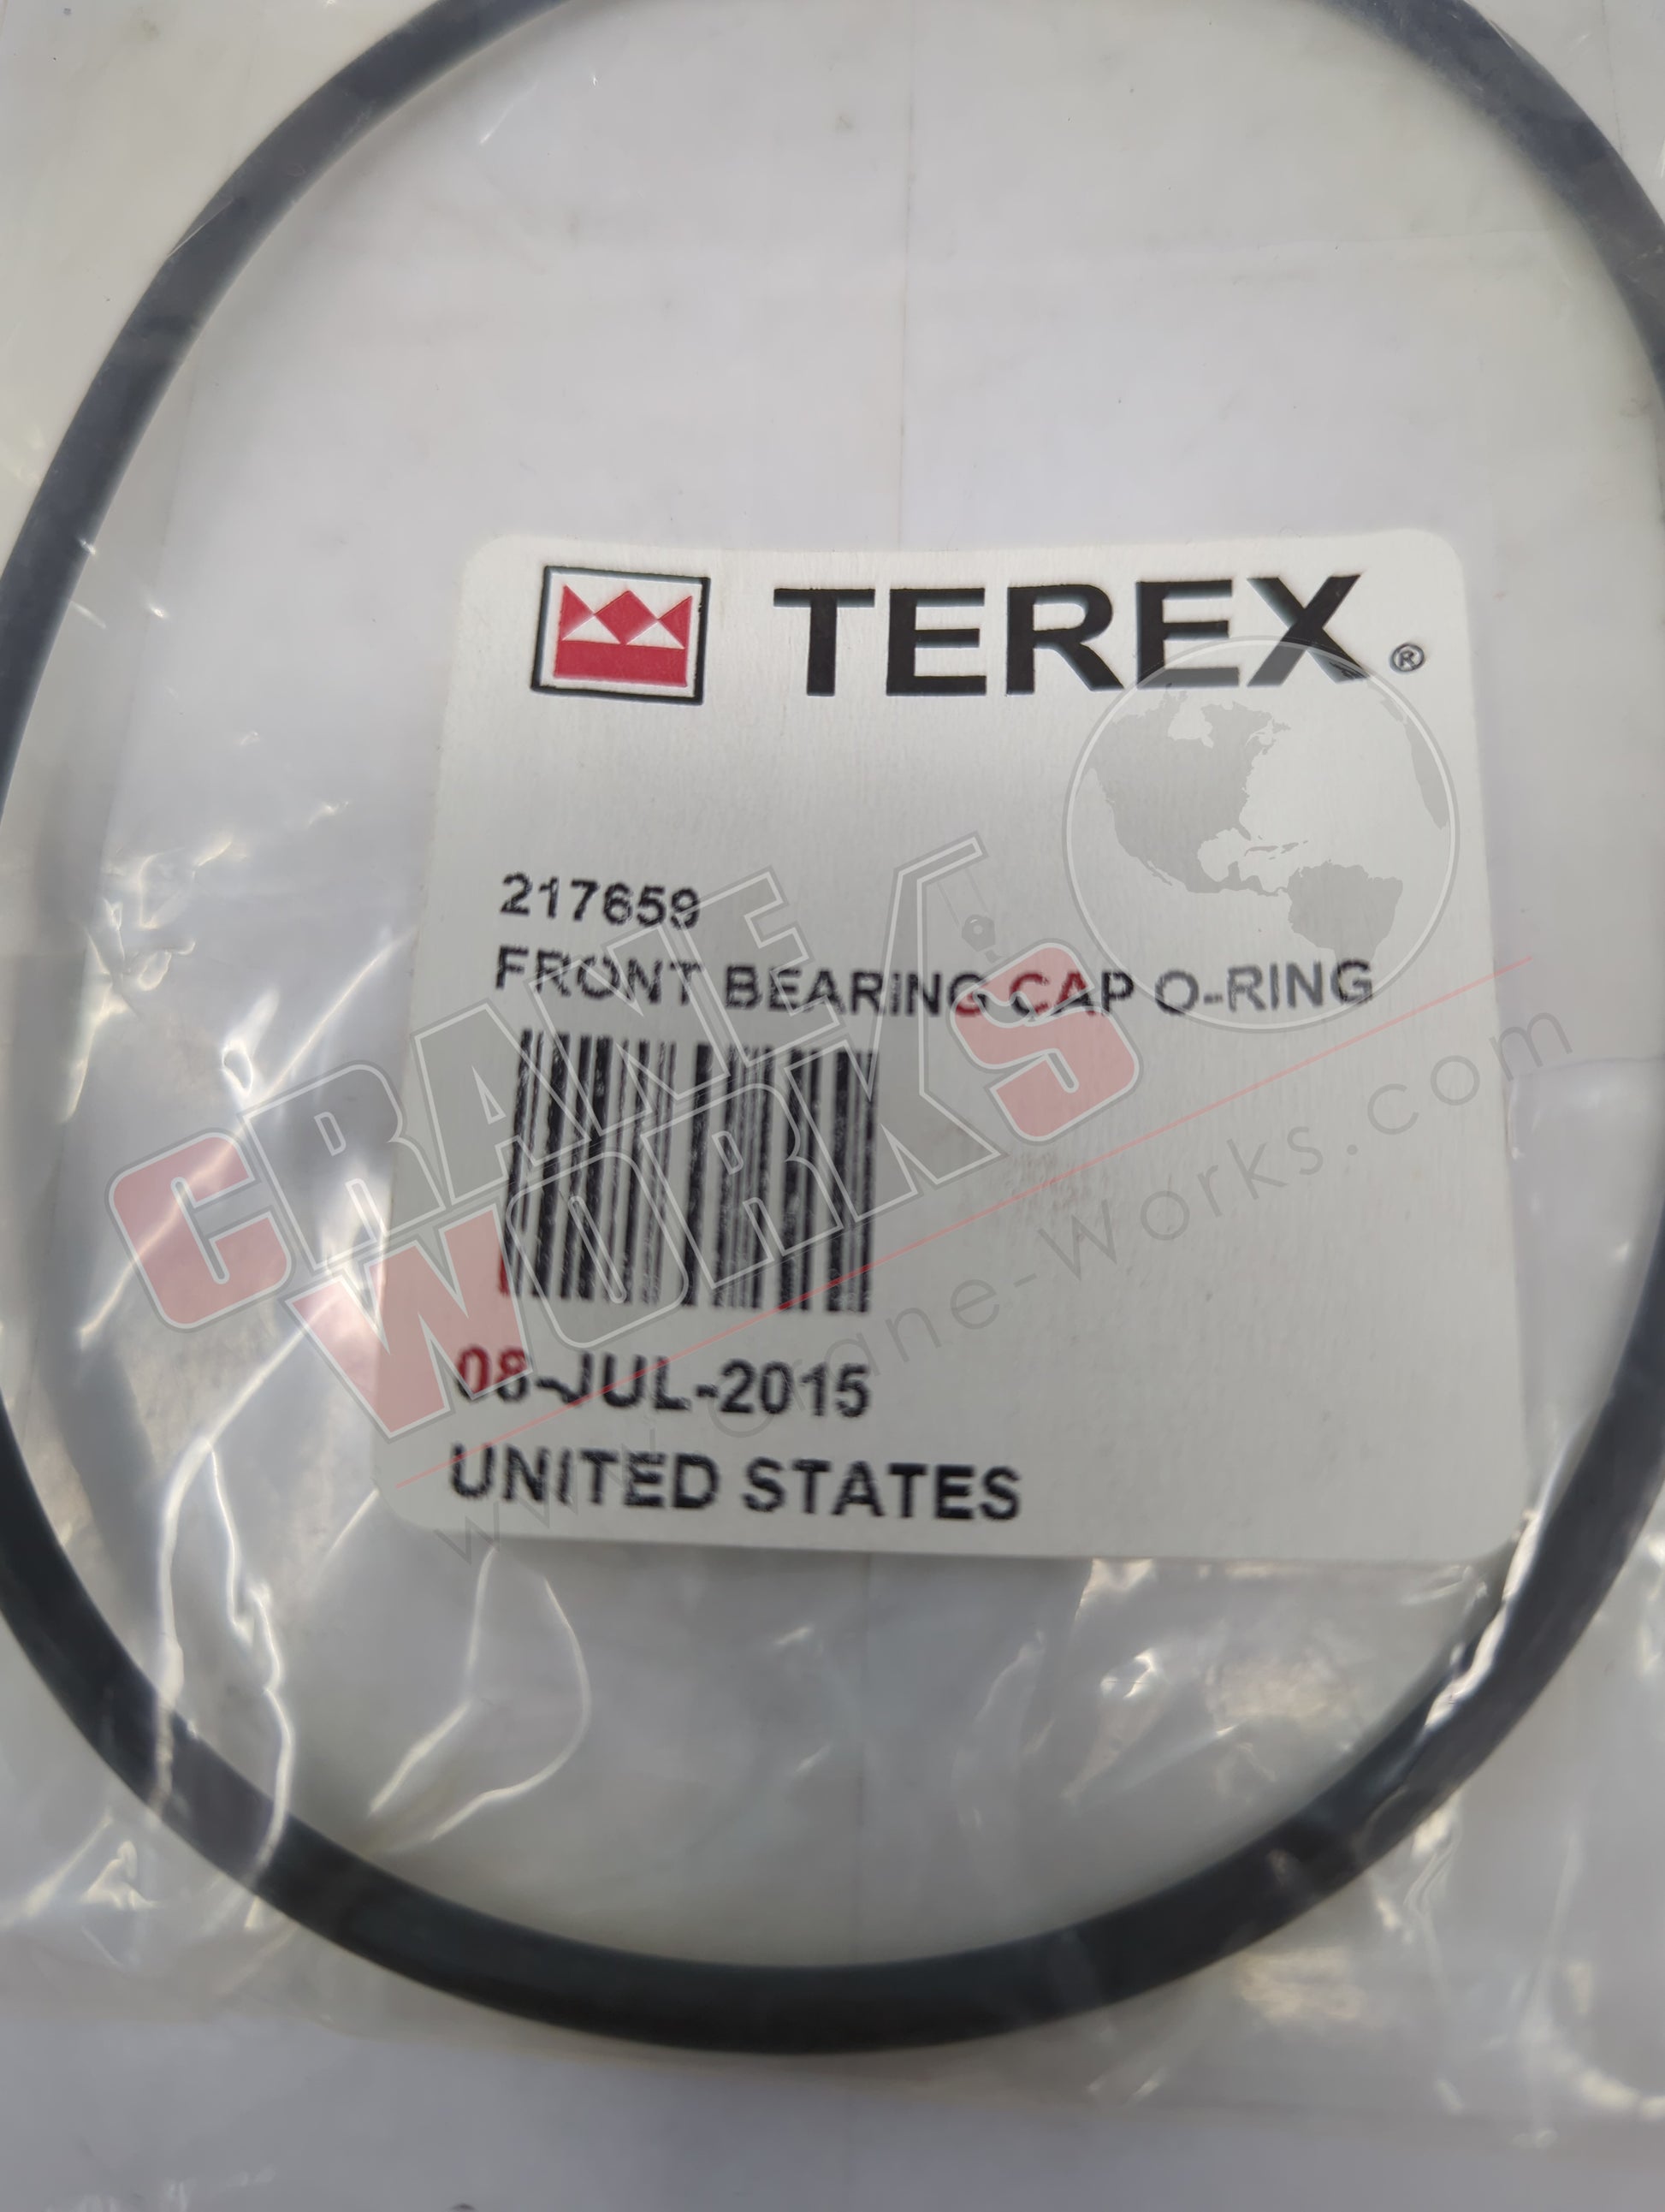 TEREX®
217659
FRONT BEARING CAP O-RING
08-JUL-2015
UNITED STATES
CRANE
WORKS
www.Crane-Works.com